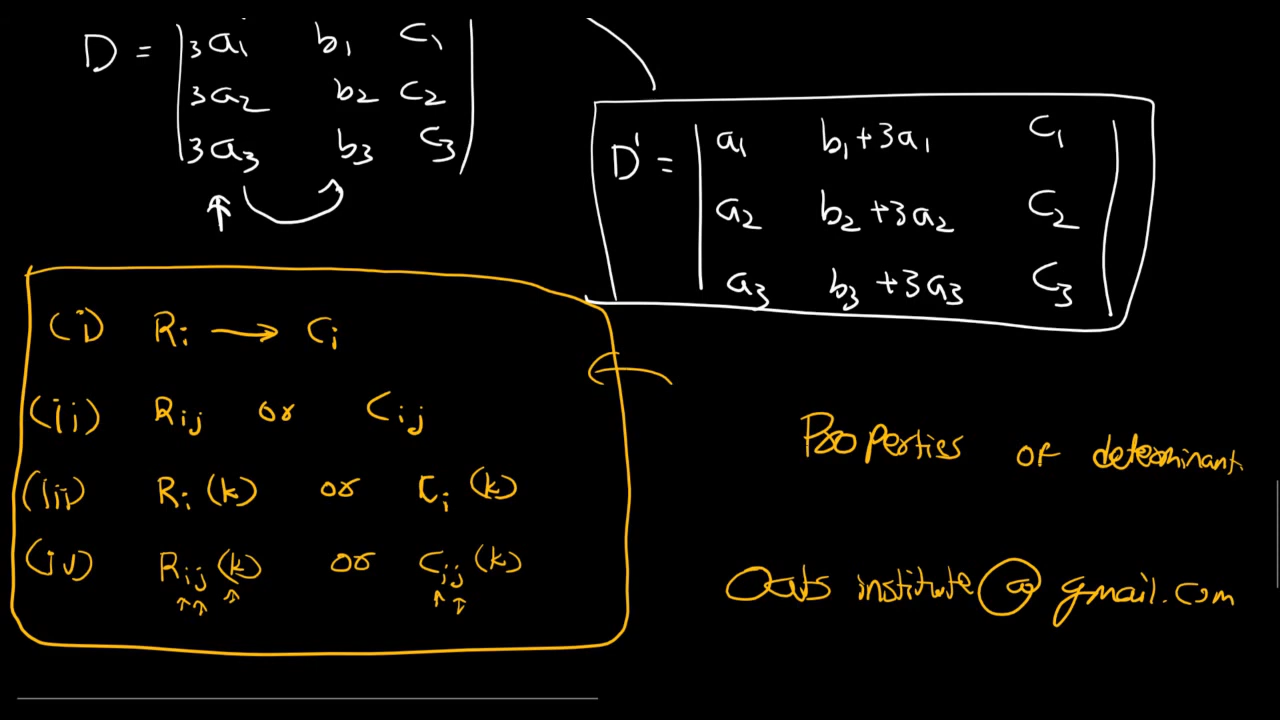 D = | 3a₁ b₁ c₁ |
| 3a₂ b₂ c₂ |
| 3a₃ b₃ c₃ |
D' = | a₁ b₁+3a₁ c₁ |
| a₂ b₂+3a₂ c₂ |
| a₃ b₃+3a₃ c₃ |
(i) Ri → Ci
(ii) Rij or Cij
(iii) Ri (k) or Ci (k)
(iv) Rij (k) or Cij (k)
Properties of determinant.
Oats institute @ gmail.com